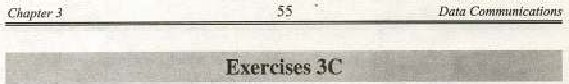 Chapter 3 55 Data Communications
Exercises 3C